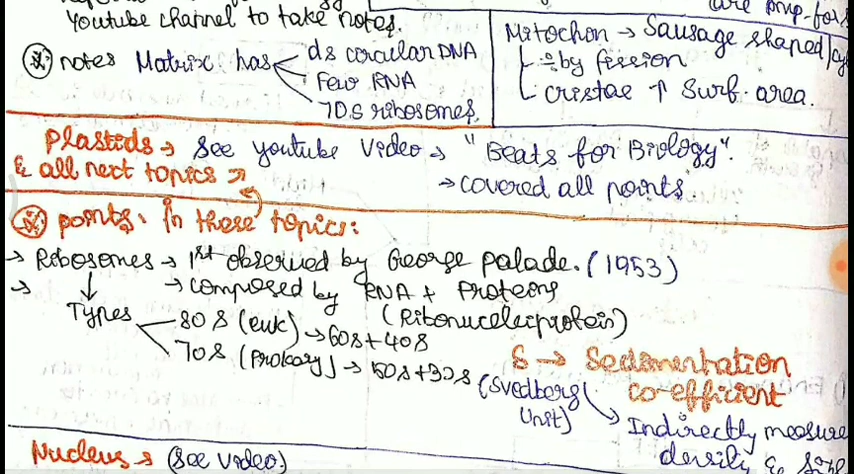 Youtube channel to take notes.
are
notes Matrix has
ds circular DNA
Few RNA
70s ribosomes.
Mitochon → Sausage shaped
÷ by fission
cristae ↑ Surf. area.
Plastids → See youtube video → "Beats for Biology".
& all next topics
→ covered all points
points. In these topics:
→ Ribosomes → 1st observed by George palade. (1953)
→ composed by RNA + Proteins
(Ribonucleiprotein)
Types
80S (euk) → 60s + 40s
70s (Prokary) → 50s + 30s
S → Sedimentation
co-efficient
(Svedberg
Unit)
Indirectly measure
density &
Nucleus → (See video)